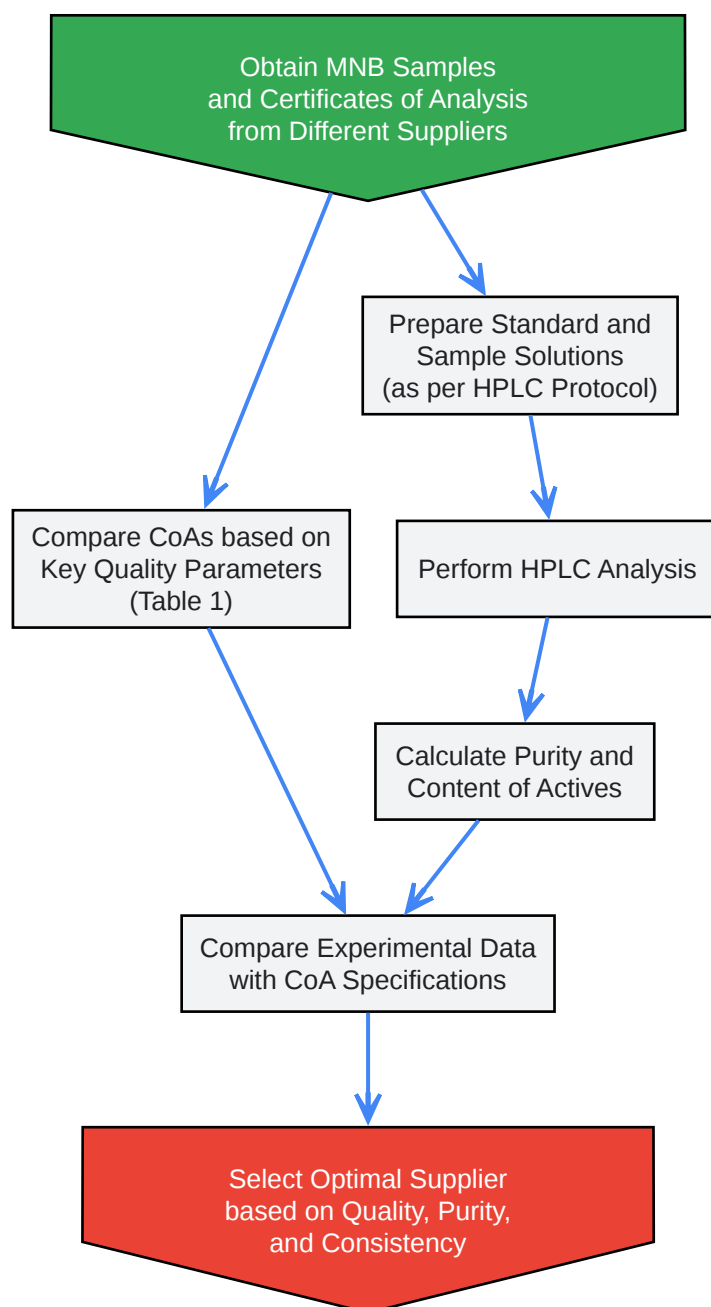 Obtain MNB Samples
and Certificates of Analysis
from Different Suppliers
Prepare Standard and
Sample Solutions
(as per HPLC Protocol)
Compare CoAs based on
Key Quality Parameters
(Table 1)
Perform HPLC Analysis
Calculate Purity and
Content of Actives
Compare Experimental Data
with CoA Specifications
Select Optimal Supplier
based on Quality, Purity,
and Consistency